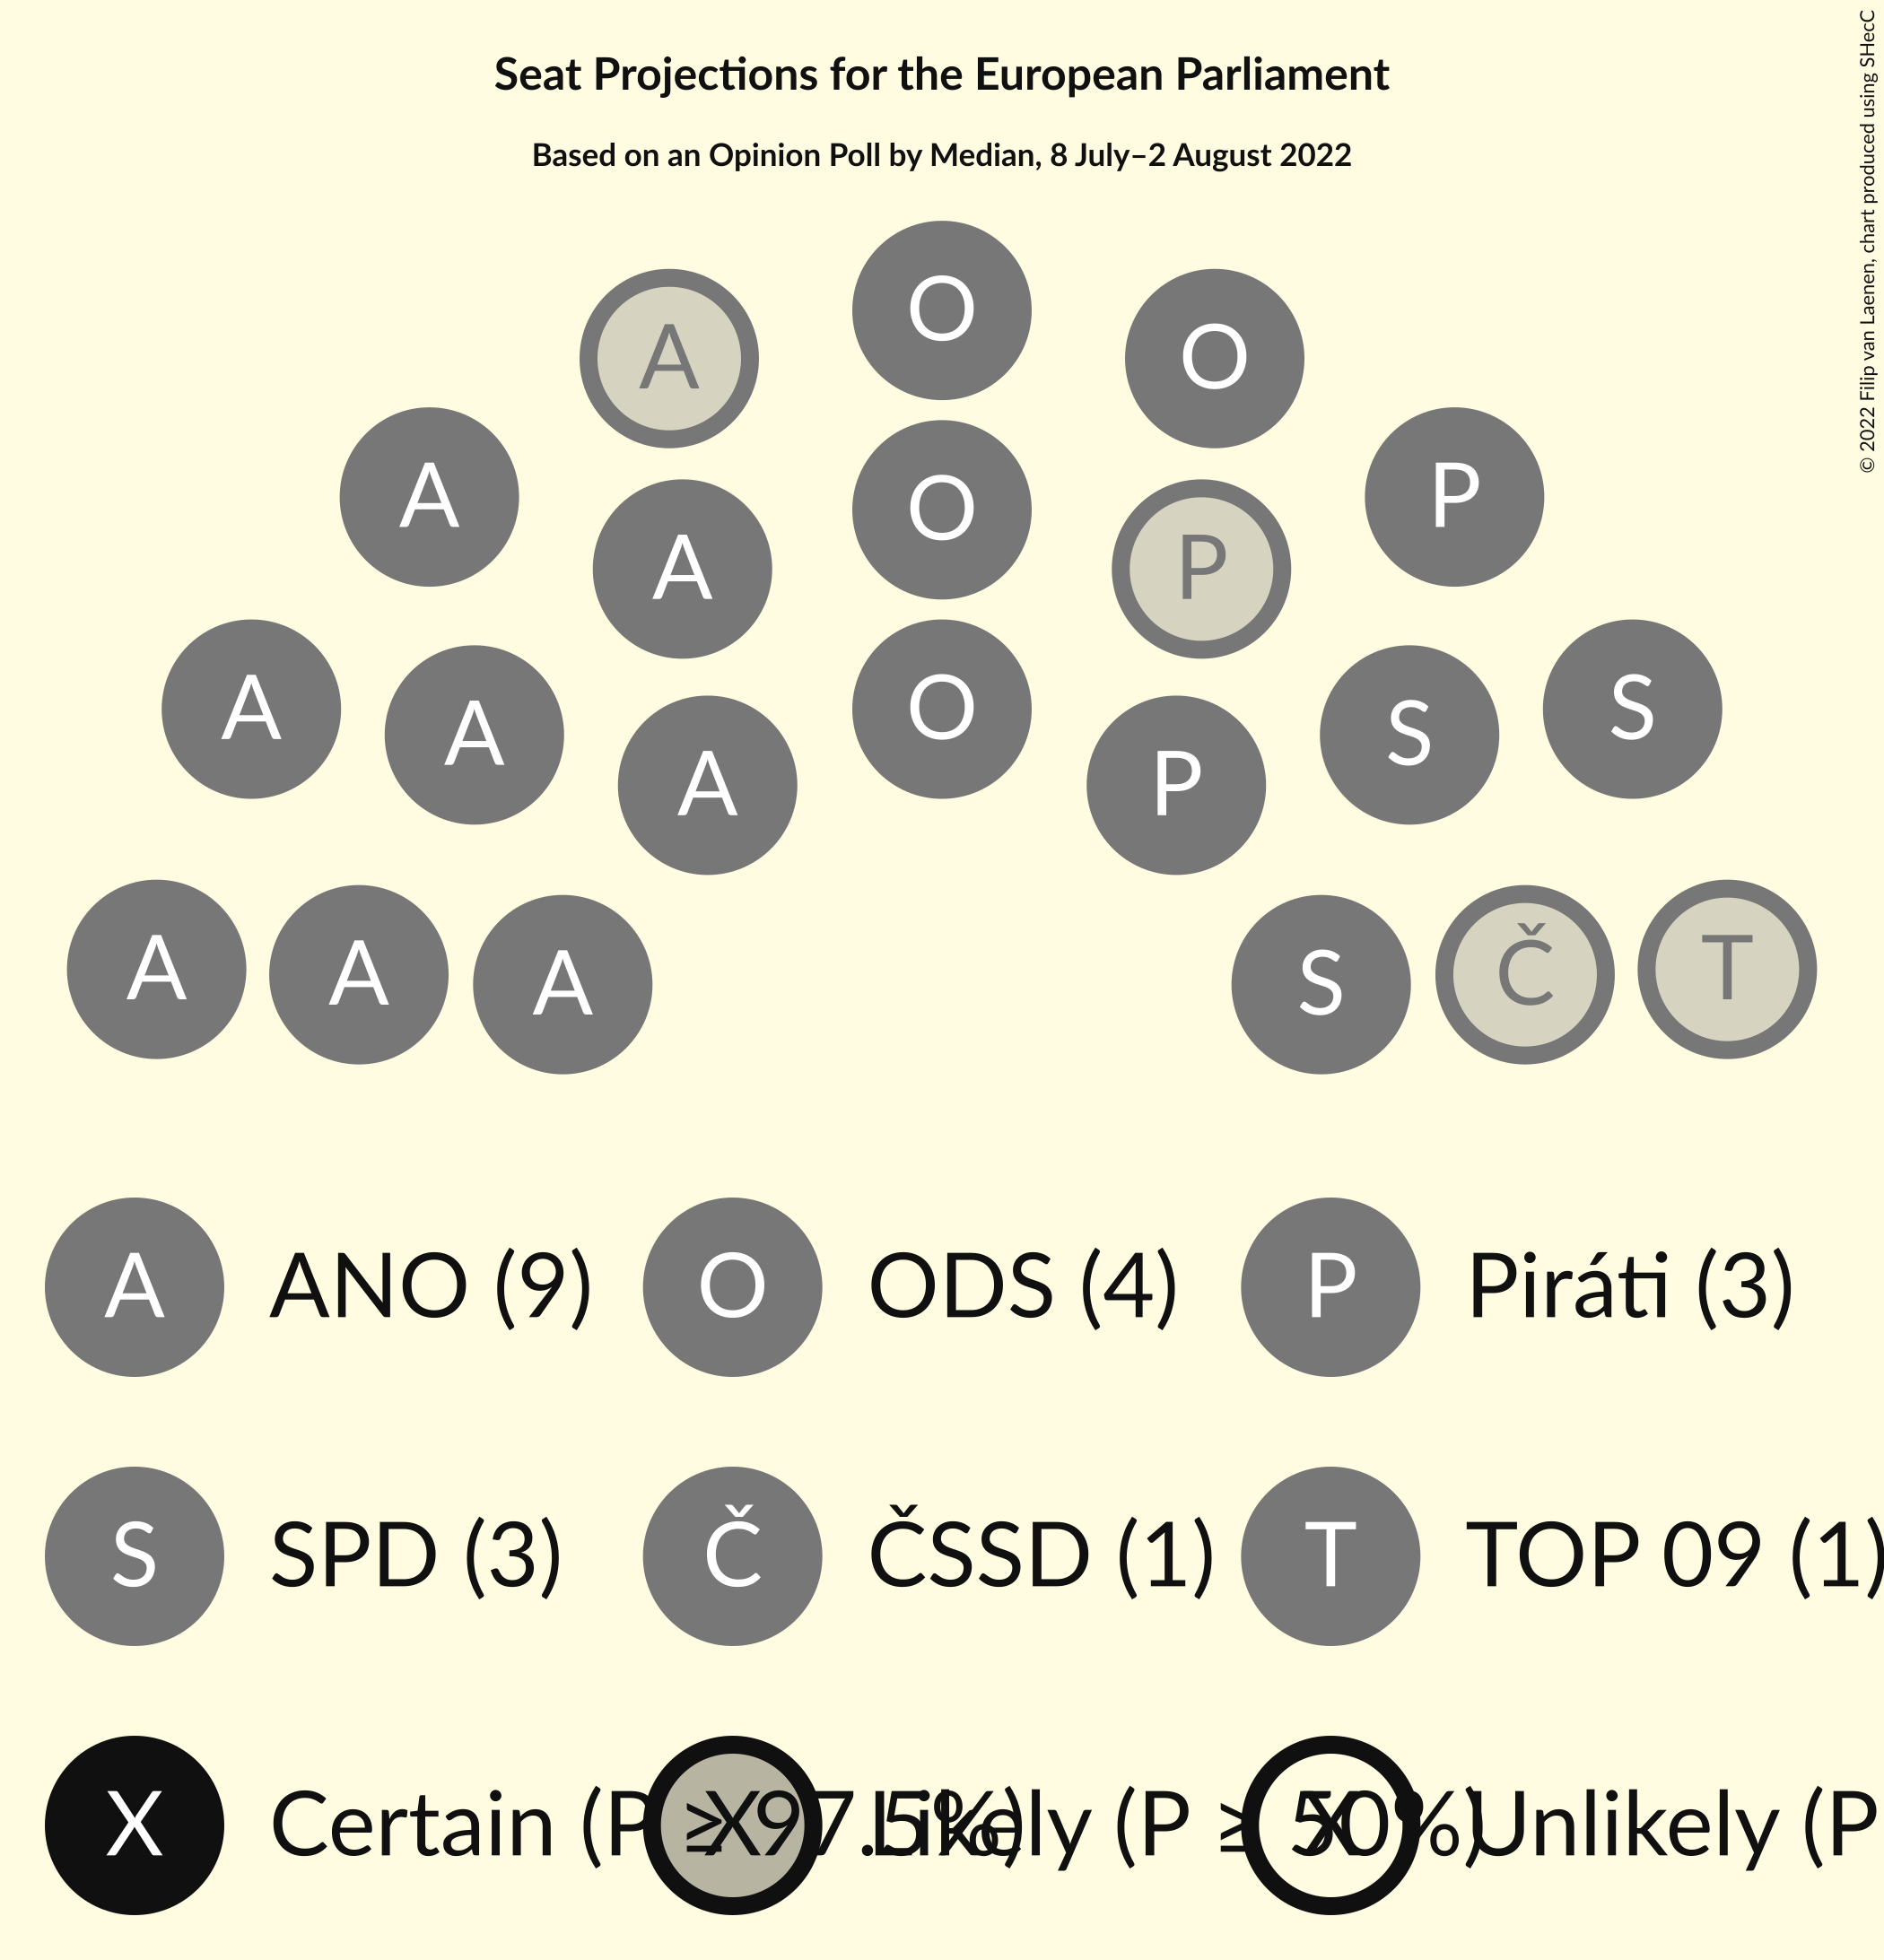 Seat Projections for the European Parliament
Based on an Opinion Poll by Median, 8 July–2 August 2022
© 2022 Filip van Laenen, chart produced using SHecC
O
A O
O
A P
A P
O
A S
A S
A P
A T
A Č
A S
A ANO (9) O ODS (4) P Piráti (3)
S SPD (3) Č ČSSD (1) T TOP 09 (1)
X Certain (P ≥ 97.5%) X Likely (P ≥ 50%) X Unlikely (P